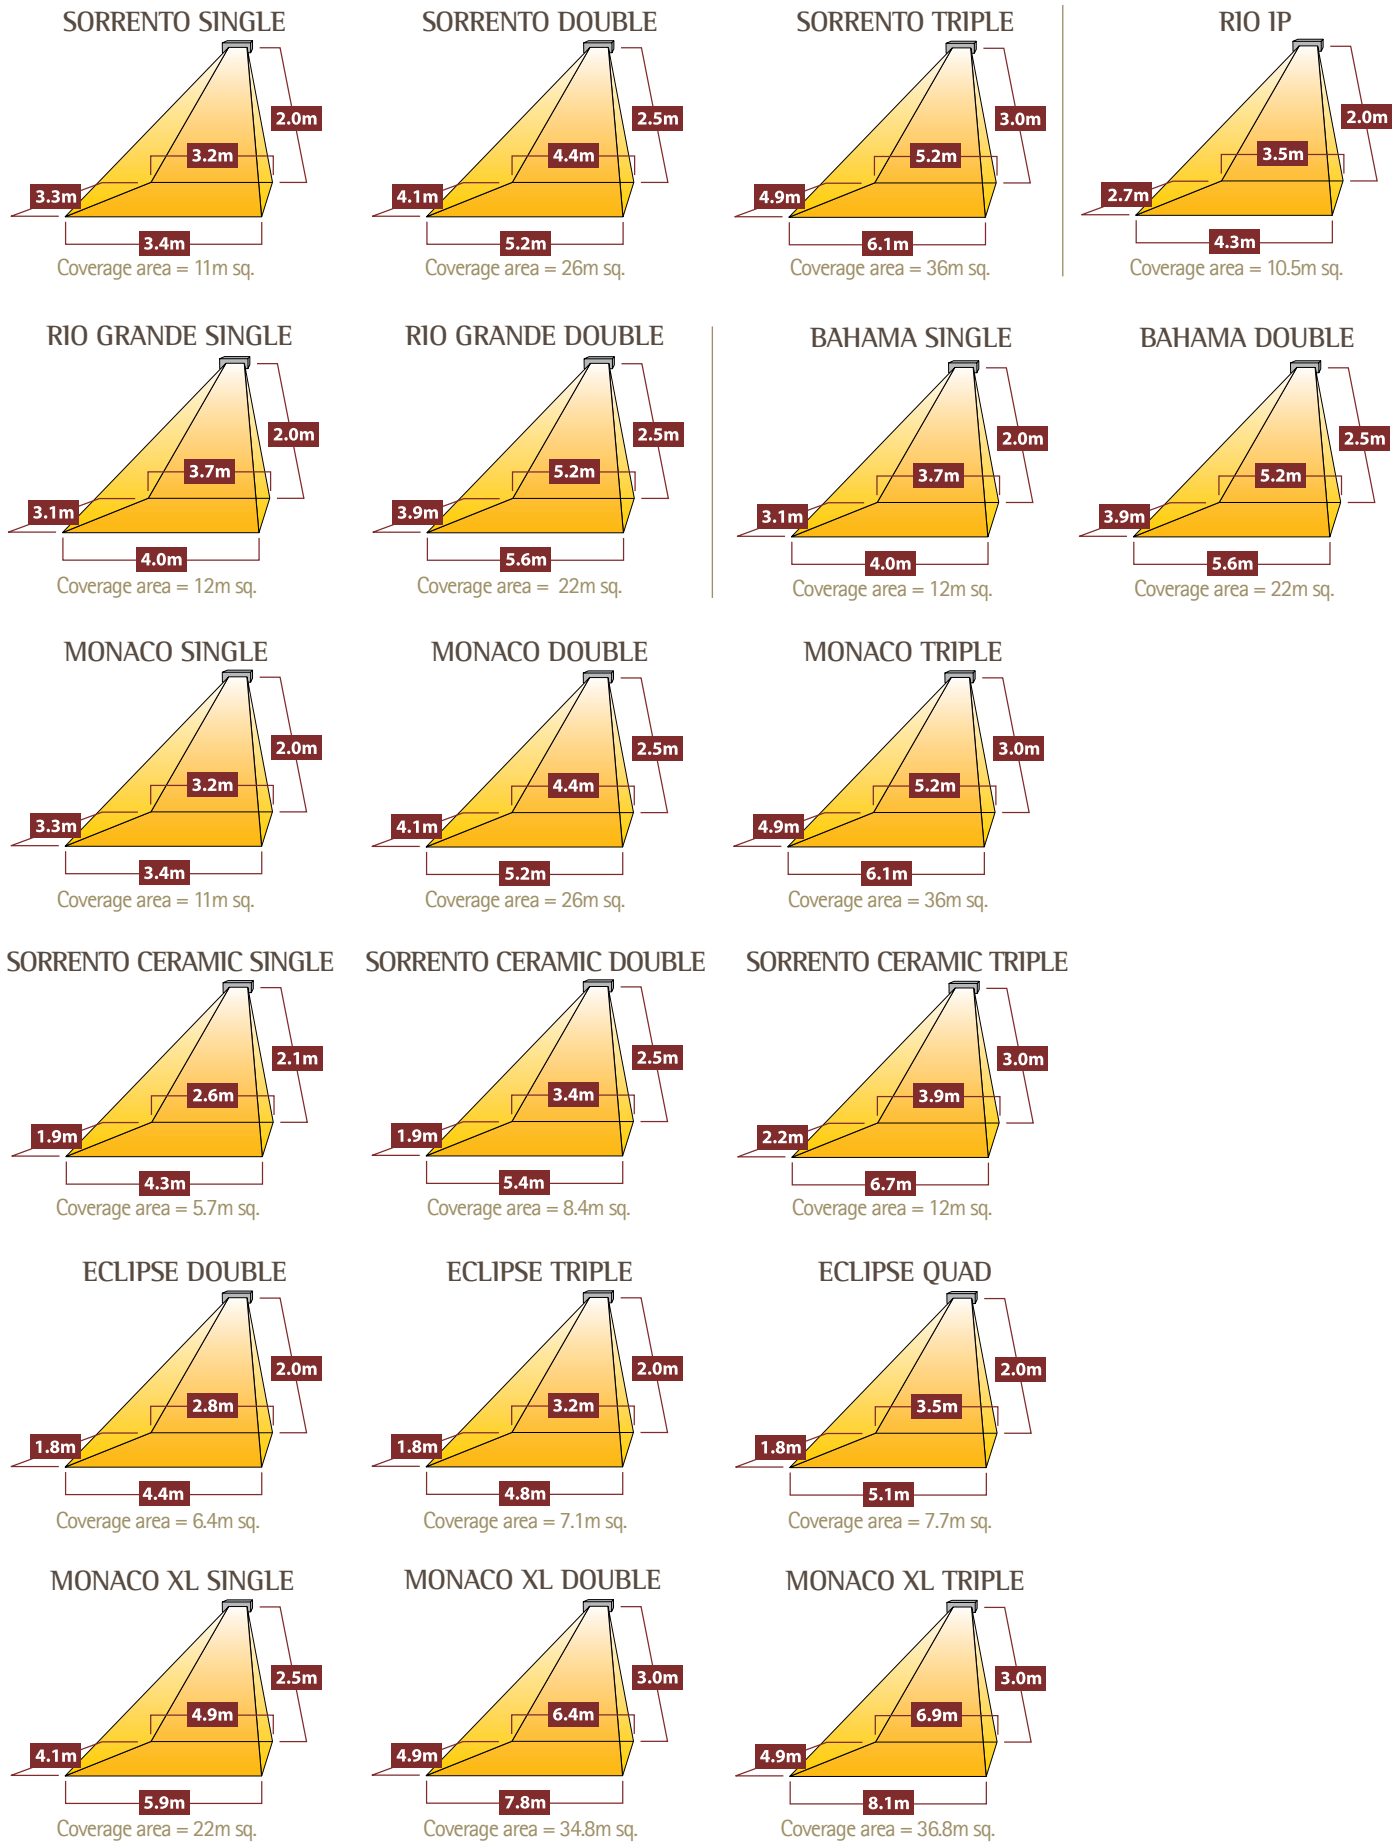 SORRENTO SINGLE
2.0m
3.2m
3.3m
3.4m
Coverage area = 11m sq.
SORRENTO DOUBLE
2.5m
4.4m
4.1m
5.2m
Coverage area = 26m sq.
SORRENTO TRIPLE
3.0m
5.2m
4.9m
6.1m
Coverage area = 36m sq.
RIO IP
2.0m
3.5m
2.7m
4.3m
Coverage area = 10.5m sq.
RIO GRANDE SINGLE
2.0m
3.7m
3.1m
4.0m
Coverage area = 12m sq.
RIO GRANDE DOUBLE
2.5m
5.2m
3.9m
5.6m
Coverage area = 22m sq.
BAHAMA SINGLE
2.0m
3.7m
3.1m
4.0m
Coverage area = 12m sq.
BAHAMA DOUBLE
2.5m
5.2m
3.9m
5.6m
Coverage area = 22m sq.
MONACO SINGLE
2.0m
3.2m
3.3m
3.4m
Coverage area = 11m sq.
MONACO DOUBLE
2.5m
4.4m
4.1m
5.2m
Coverage area = 26m sq.
MONACO TRIPLE
3.0m
5.2m
4.9m
6.1m
Coverage area = 36m sq.
SORRENTO CERAMIC SINGLE
2.1m
2.6m
1.9m
4.3m
Coverage area = 5.7m sq.
SORRENTO CERAMIC DOUBLE
2.5m
3.4m
1.9m
5.4m
Coverage area = 8.4m sq.
SORRENTO CERAMIC TRIPLE
3.0m
3.9m
2.2m
6.7m
Coverage area = 12m sq.
ECLIPSE DOUBLE
2.0m
2.8m
1.8m
4.4m
Coverage area = 6.4m sq.
ECLIPSE TRIPLE
2.0m
3.2m
1.8m
4.8m
Coverage area = 7.1m sq.
ECLIPSE QUAD
2.0m
3.5m
1.8m
5.1m
Coverage area = 7.7m sq.
MONACO XL SINGLE
2.5m
4.9m
4.1m
5.9m
Coverage area = 22m sq.
MONACO XL DOUBLE
3.0m
6.4m
4.9m
7.8m
Coverage area = 34.8m sq.
MONACO XL TRIPLE
3.0m
6.9m
4.9m
8.1m
Coverage area = 36.8m sq.